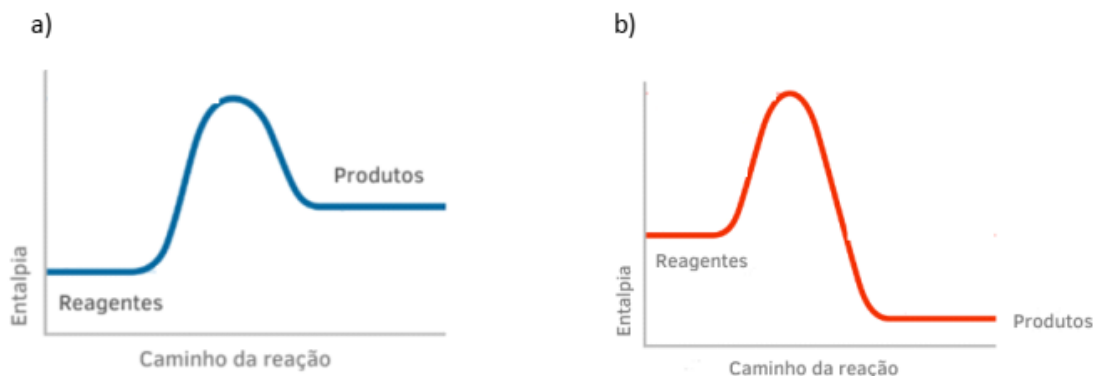 a)
Produtos
Reagentes
Entalpia
Caminho da reação
b)
Reagentes
Produtos
Entalpia
Caminho da reação